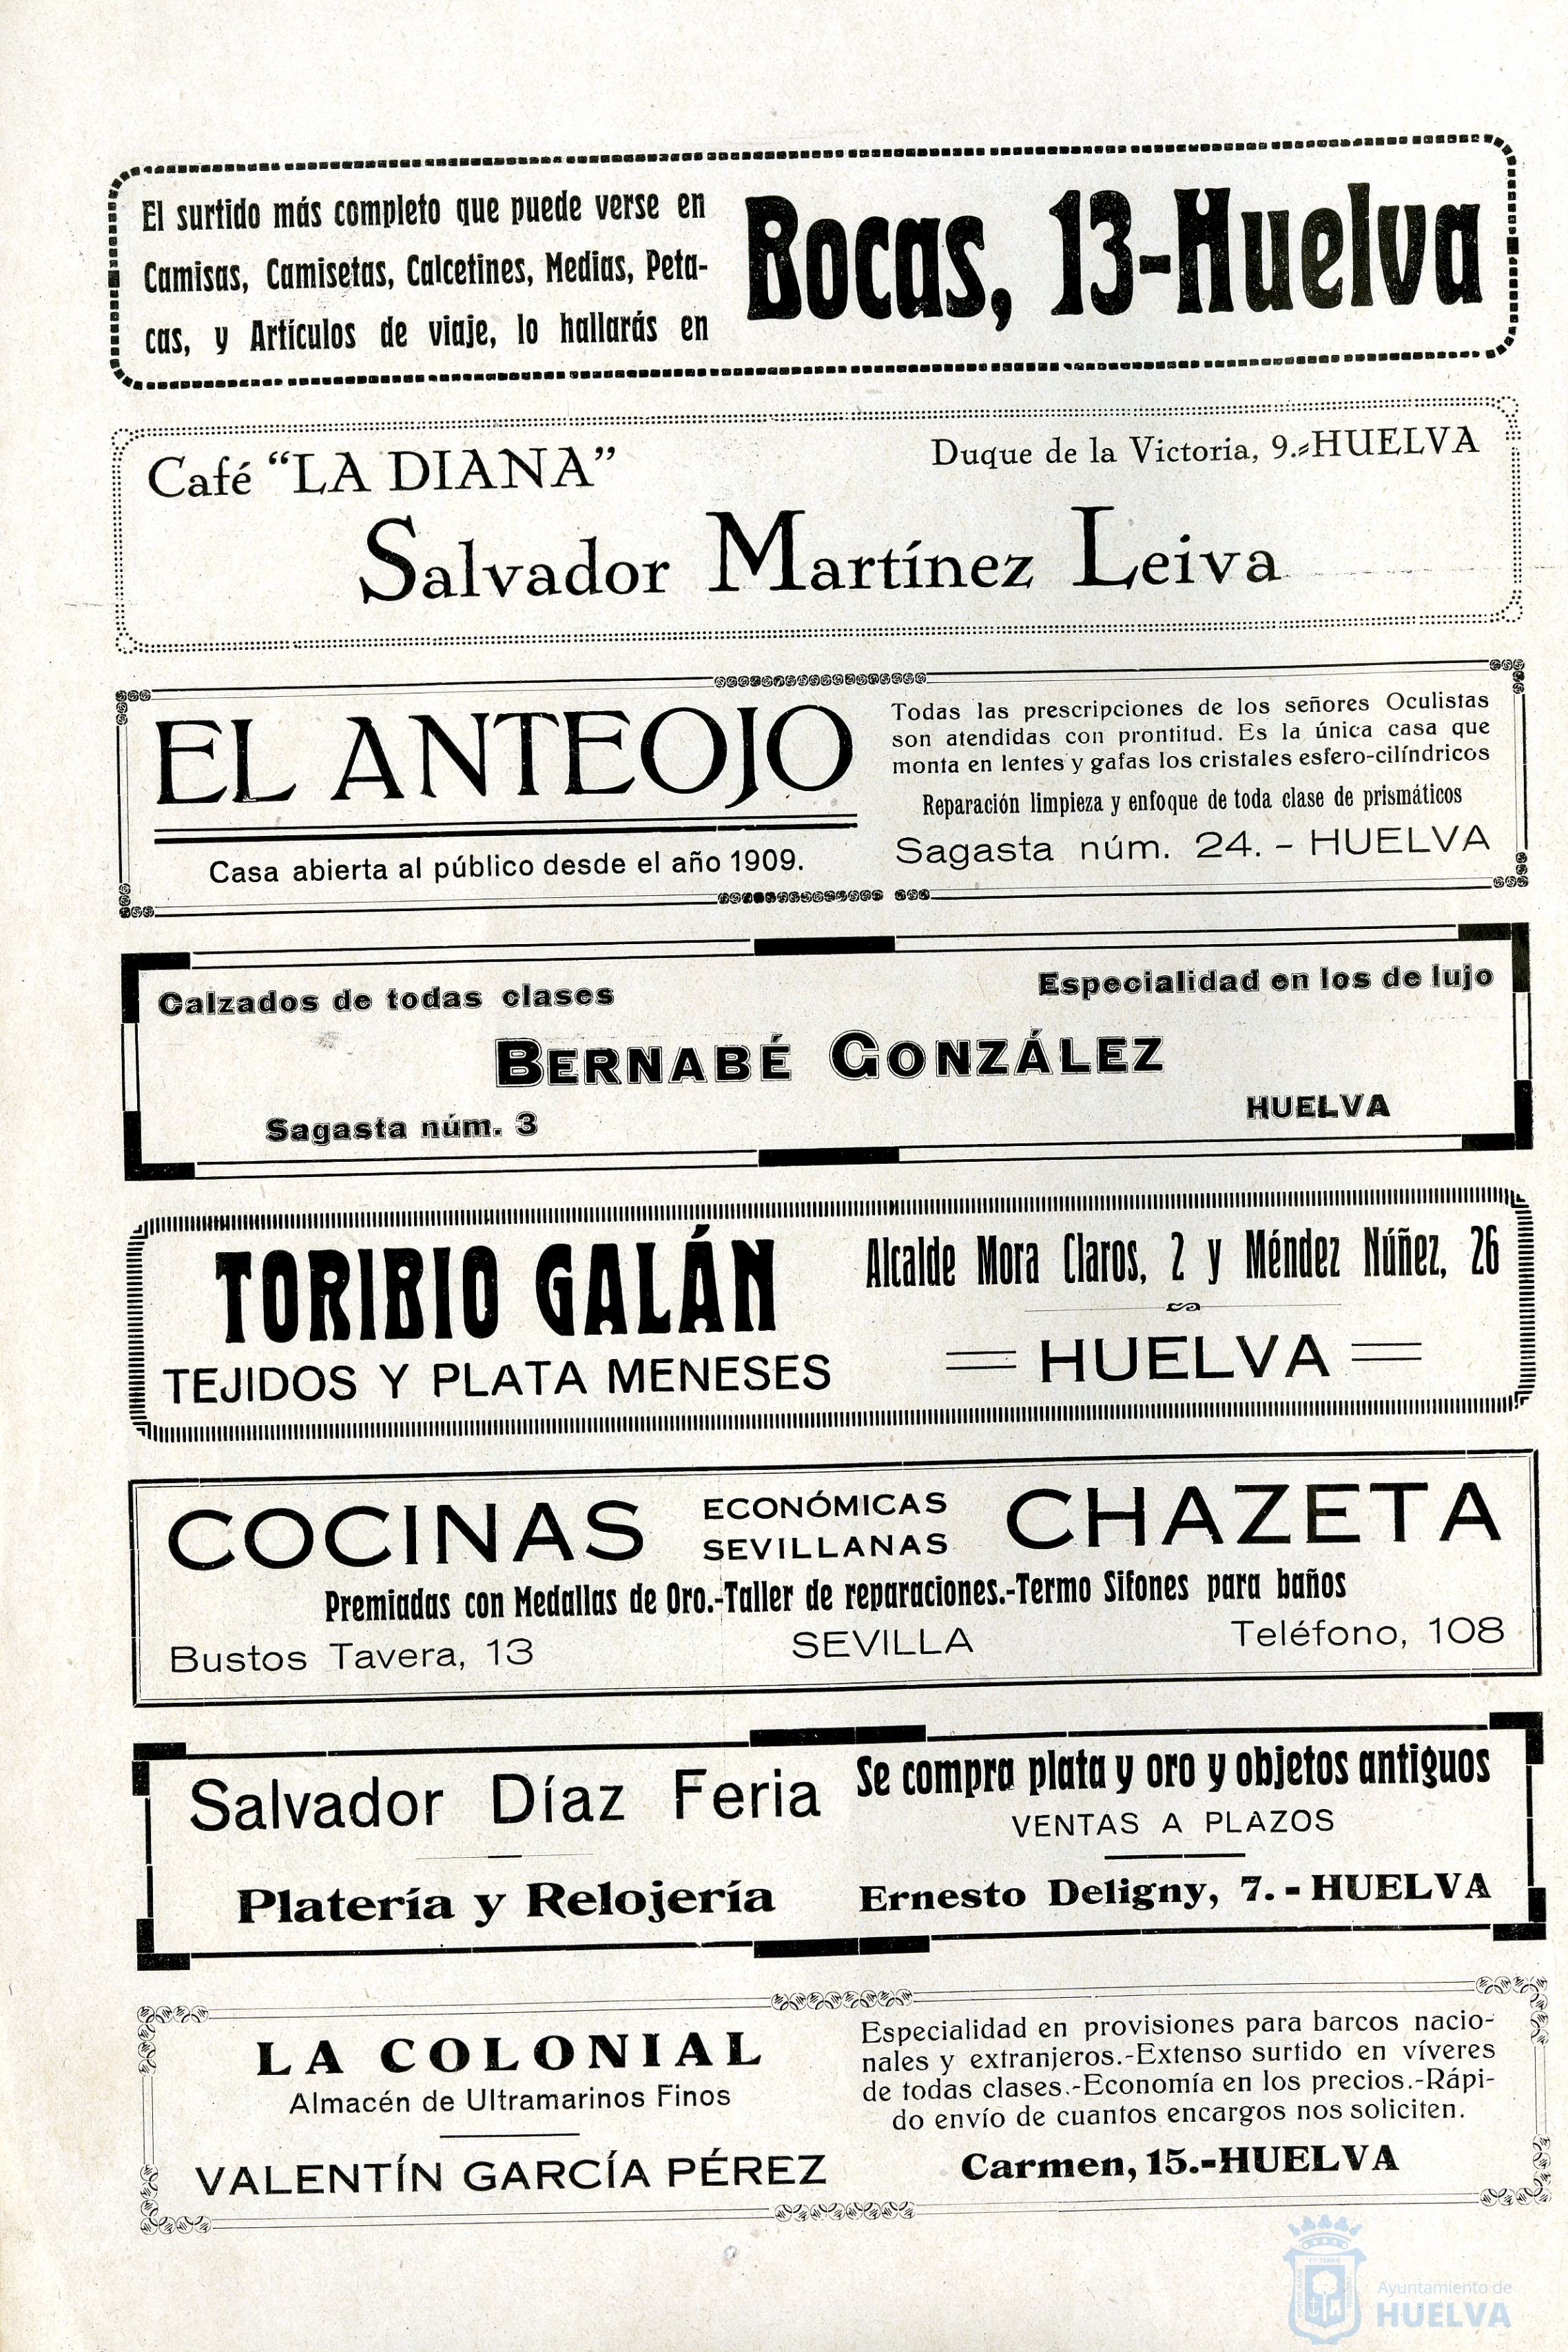 El surtido más completo que puede verse en
Camisas, Camisetas, Calcetines, Medias, Peta-
cas, y Artículos de viaje, lo hallarás en
Bocas, 13-Huelva
Café “LA DIANA”
Duque de la Victoria, 9.-HUELVA
Salvador Martínez Leiva
EL ANTEOJO
Casa abierta al público desde el año 1909.
Todas las prescripciones de los señores Oculistas
son atendidas con prontitud. Es la única casa que
monta en lentes y gafas los cristales esfero-cilíndricos
Reparación limpieza y enfoque de toda clase de prismáticos
Sagasta núm. 24. - HUELVA
Calzados de todas clases
Especialidad en los de lujo
BERNABÉ GONZÁLEZ
Sagasta núm. 3
HUELVA
TORIBIO GALÁN
TEJIDOS Y PLATA MENESES
Alcalde Mora Claros, 2 y Méndez Núñez, 26
HUELVA
COCINAS ECONÓMICAS SEVILLANAS CHAZETA
Premiadas con Medallas de Oro.-Taller de reparaciones.-Termo Sifones para baños
Bustos Tavera, 13 SEVILLA Teléfono, 108
Salvador Díaz Feria
Platería y Relojería
Se compra plata y oro y objetos antiguos
VENTAS A PLAZOS
Ernesto Deligny, 7. - HUELVA
LA COLONIAL
Almacén de Ultramarinos Finos
VALENTÍN GARCÍA PÉREZ
Especialidad en provisiones para barcos nacio-
nales y extranjeros.-Extenso surtido en víveres
de todas clases.-Economía en los precios.-Rápi-
do envío de cuantos encargos nos soliciten.
Carmen, 15.-HUELVA
Ayuntamiento de
HUELVA